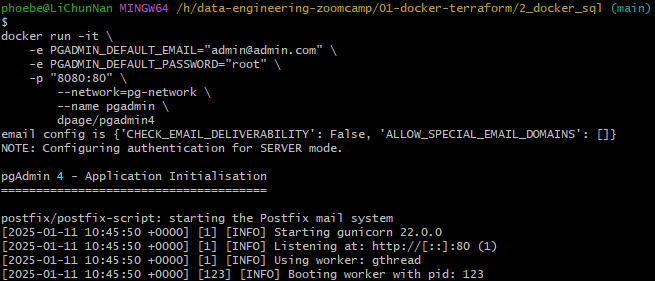 phoebe@LiChunNan MINGW64 /h/data-engineering-zoomcamp/01-docker-terraform/2_docker_sql (main)
$
docker run -it \
    -e PGADMIN_DEFAULT_EMAIL="admin@admin.com" \
    -e PGADMIN_DEFAULT_PASSWORD="root" \
    -p "8080:80" \
        --network=pg-network \
        --name pgadmin \
        dpage/pgadmin4
email config is {'CHECK_EMAIL_DELIVERABILITY': False, 'ALLOW_SPECIAL_EMAIL_DOMAINS': []}
NOTE: Configuring authentication for SERVER mode.

pgAdmin 4 - Application Initialisation
======================================

postfix/postfix-script: starting the Postfix mail system
[2025-01-11 10:45:50 +0000] [1] [INFO] Starting gunicorn 22.0.0
[2025-01-11 10:45:50 +0000] [1] [INFO] Listening at: http://[::]:80 (1)
[2025-01-11 10:45:50 +0000] [1] [INFO] Using worker: gthread
[2025-01-11 10:45:50 +0000] [123] [INFO] Booting worker with pid: 123